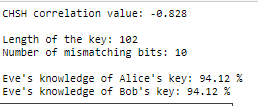 CHSH correlation value: -0.828
Length of the key: 102
Number of mismatching bits: 10
Eve's knowledge of Alice's key: 94.12 %
Eve's knowledge of Bob's key: 94.12 %